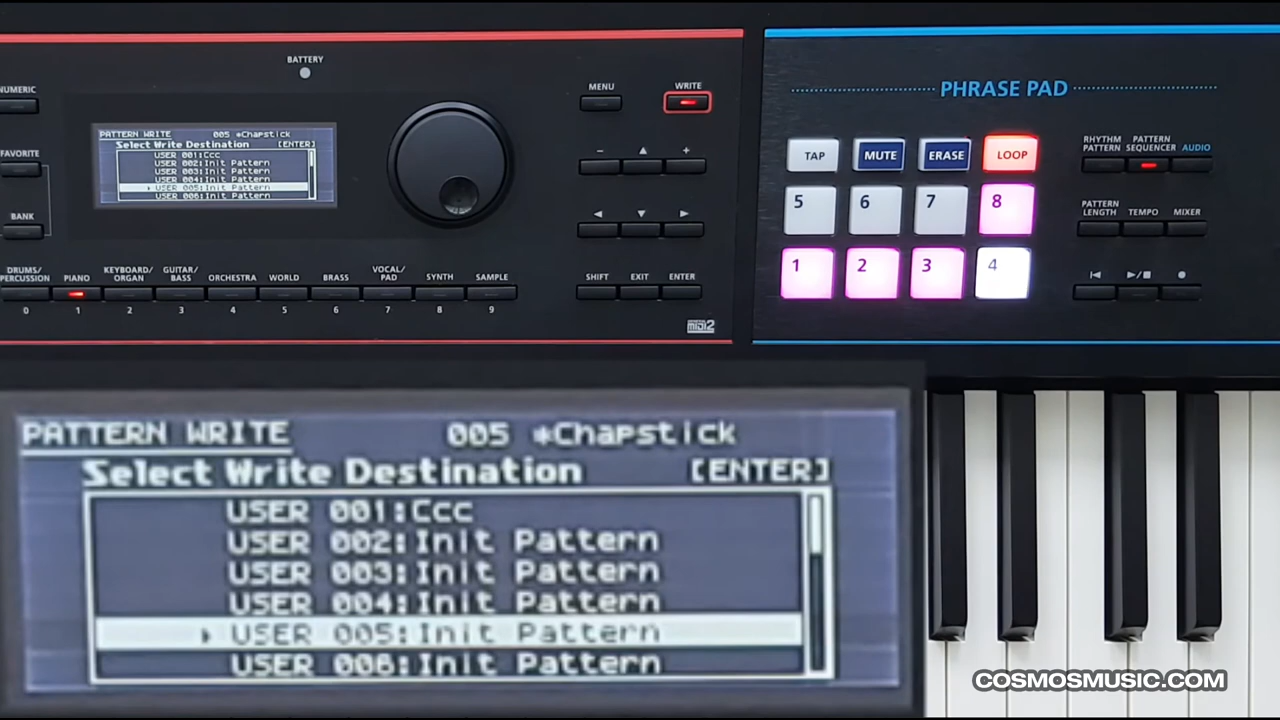 BATTERY
NUMERIC
FAVORITE
BANK
PATTERN WRITE 005 *Chapstick
Select Write Destination [ENTER]
USER 001:Ccc
USER 002:Init Pattern
USER 003:Init Pattern
USER 004:Init Pattern
USER 005:Init Pattern
USER 006:Init Pattern
MENU WRITE
− ▲ +
◀ ▼ ▶
SHIFT EXIT ENTER
DRUMS/PERCUSSION PIANO KEYBOARD/ORGAN GUITAR/BASS ORCHESTRA WORLD BRASS VOCAL/PAD SYNTH SAMPLE
0 1 2 3 4 5 6 7 8 9
midi2
PHRASE PAD
TAP MUTE ERASE LOOP
5 6 7 8
1 2 3 4
RHYTHM PATTERN PATTERN SEQUENCER AUDIO
PATTERN LENGTH TEMPO MIXER
PATTERN WRITE 005 *Chapstick
Select Write Destination [ENTER]
USER 001:Ccc
USER 002:Init Pattern
USER 003:Init Pattern
USER 004:Init Pattern
USER 005:Init Pattern
USER 006:Init Pattern
COSMOSMUSIC.COM